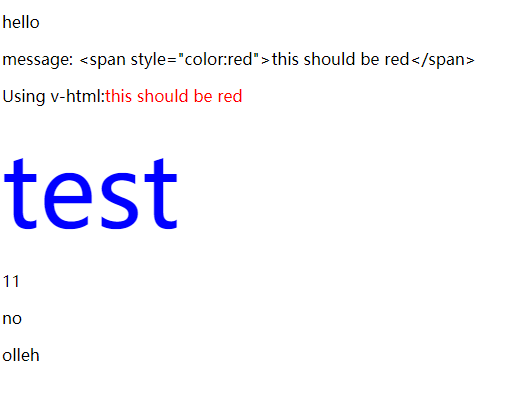 hello
message: <span style="color:red">this should be red</span>
Using v-html:this should be red
test
11
no
olleh